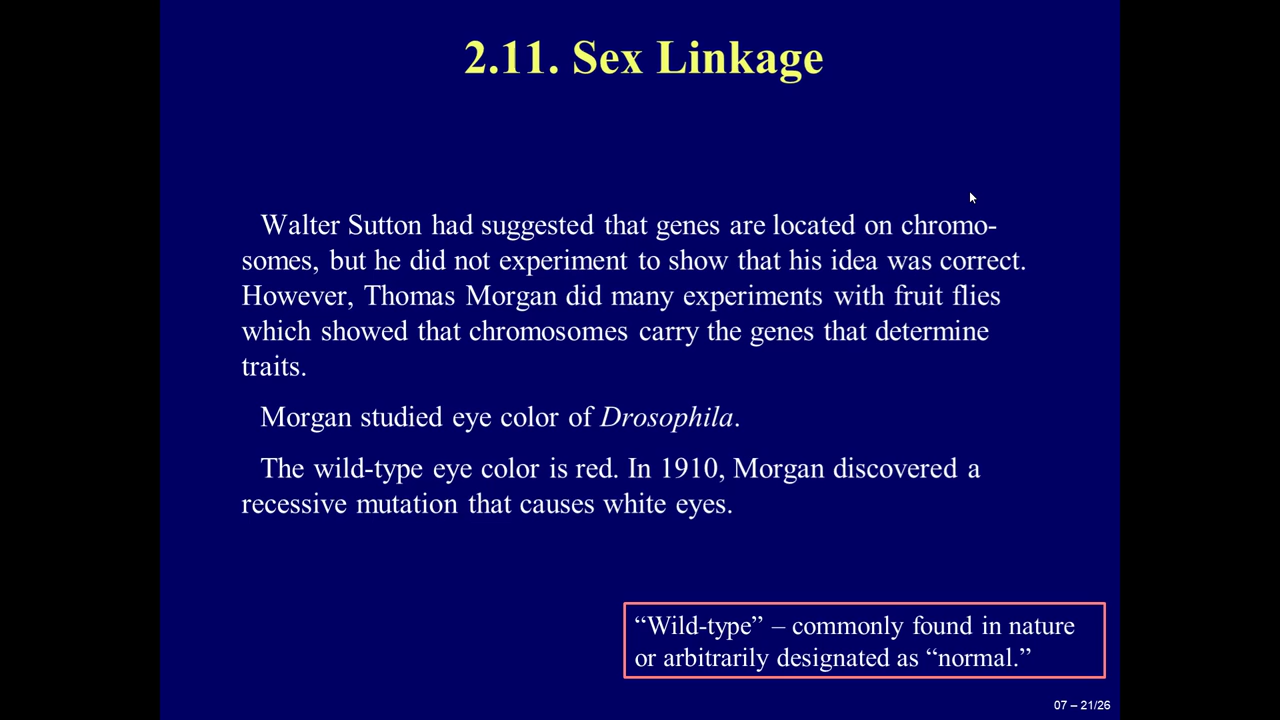 2.11. Sex Linkage
Walter Sutton had suggested that genes are located on chromo-
somes, but he did not experiment to show that his idea was correct.
However, Thomas Morgan did many experiments with fruit flies
which showed that chromosomes carry the genes that determine
traits.
Morgan studied eye color of Drosophila.
The wild-type eye color is red. In 1910, Morgan discovered a
recessive mutation that causes white eyes.
“Wild-type” – commonly found in nature
or arbitrarily designated as “normal.”
07 – 21/26